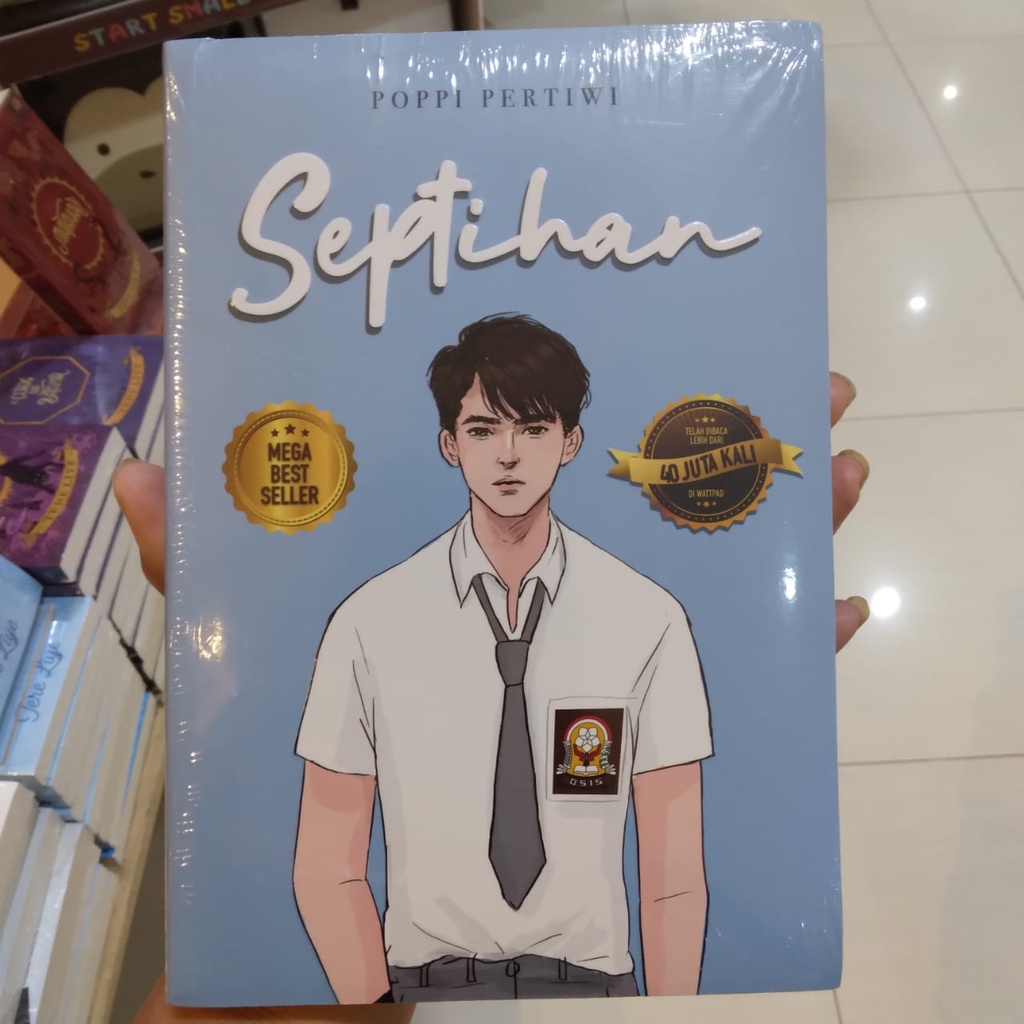 START SMALL
POPPI PERTIWI
Septihan
MEGA
BEST
SELLER
TELAH DIBACA
LEBIH DARI
40 JUTA KALI
DI WATTPAD
OSIS
Tere Liye